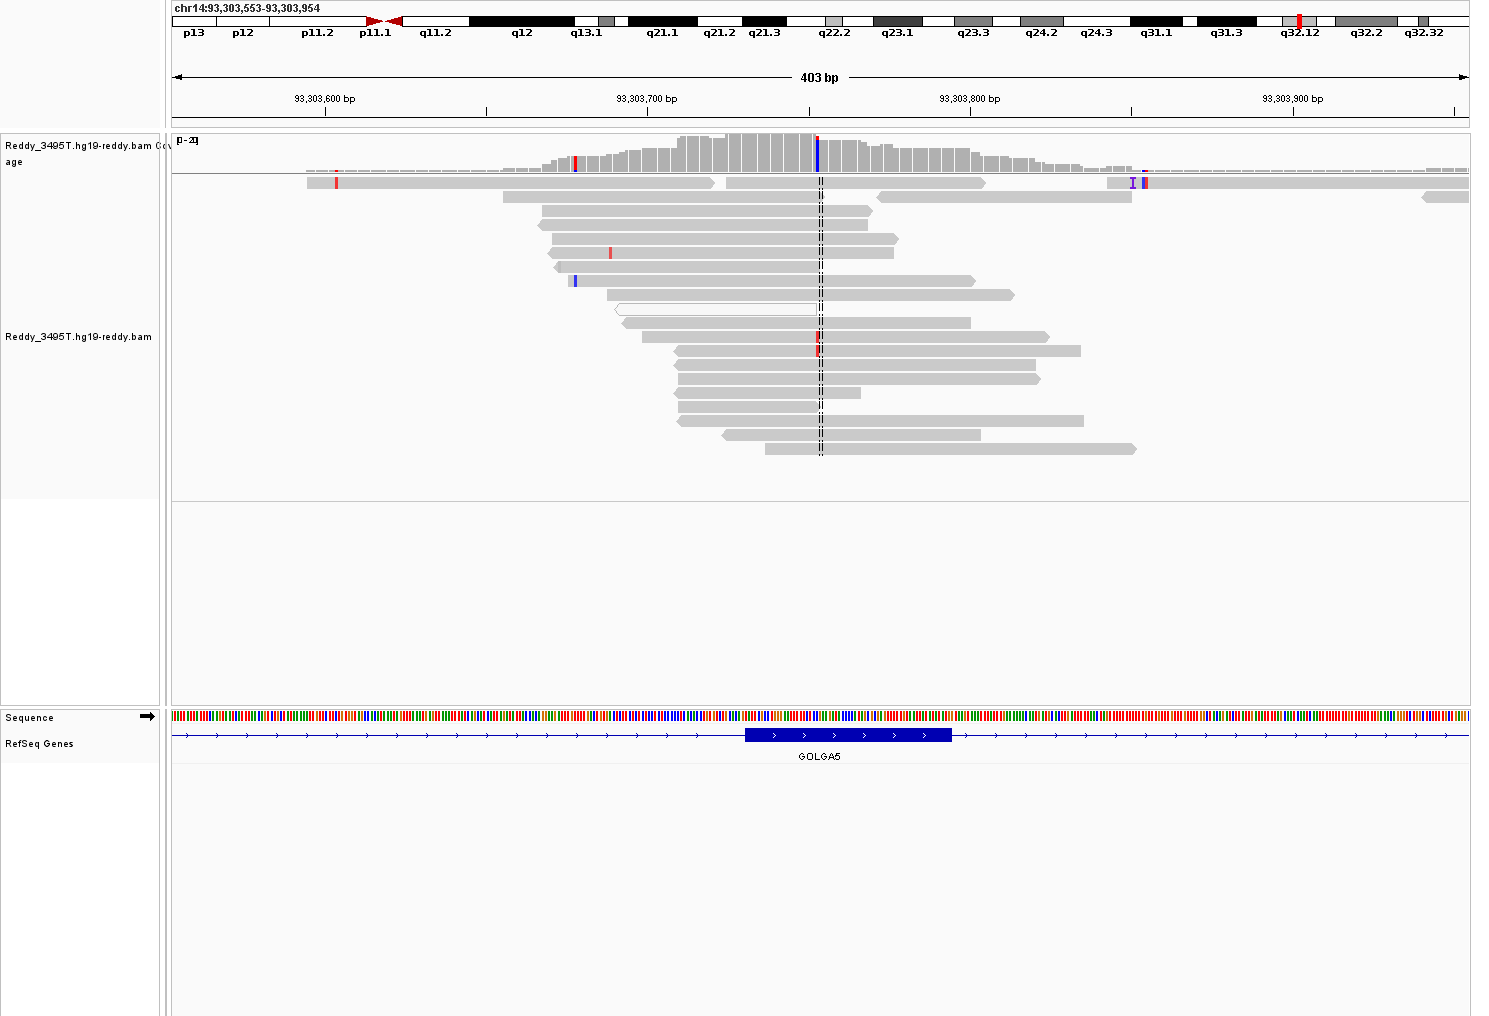 chr14:93,303,553-93,303,954
p13 p12 p11.2 p11.1 q11.2 q12 q13.1 q21.1 q21.2 q21.3 q22.2 q23.1 q23.3 q24.2 q24.3 q31.1 q31.3 q32.12 q32.2 q32.32
403 bp
93,303,600 bp 93,303,700 bp 93,303,800 bp 93,303,900 bp
Reddy_3495T.hg19-reddy.bam Cov
age
[0 - 20]
Reddy_3495T.hg19-reddy.bam
Sequence
RefSeq Genes
GOLGA5